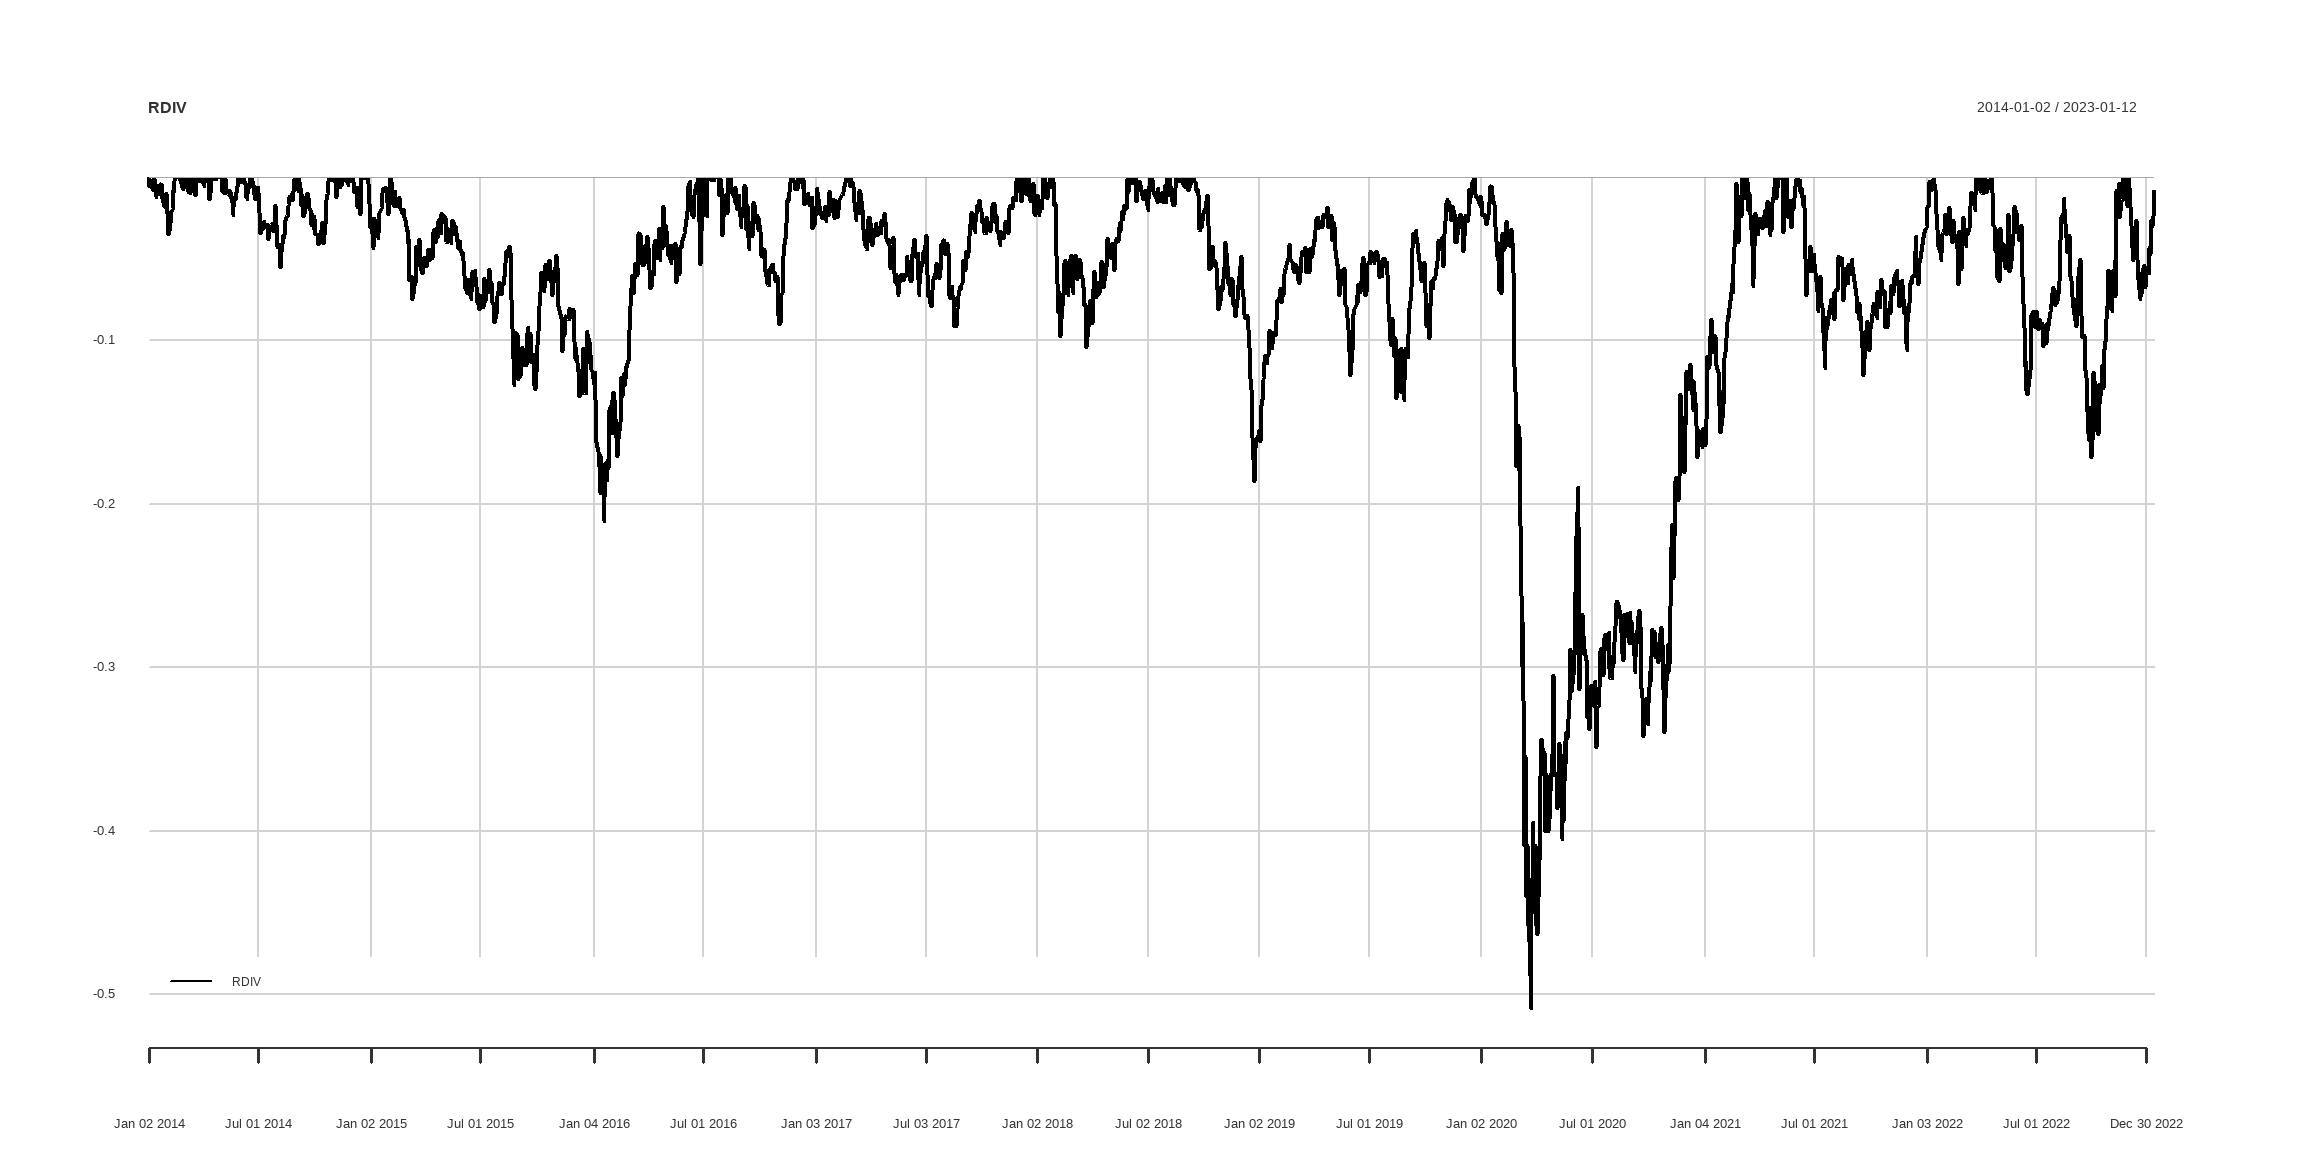 RDIV
2014-01-02 / 2023-01-12
-0.1
-0.2
-0.3
-0.4
-0.5
RDIV
Jan 02 2014
Jul 01 2014
Jan 02 2015
Jul 01 2015
Jan 04 2016
Jul 01 2016
Jan 03 2017
Jul 03 2017
Jan 02 2018
Jul 02 2018
Jan 02 2019
Jul 01 2019
Jan 02 2020
Jul 01 2020
Jan 04 2021
Jul 01 2021
Jan 03 2022
Jul 01 2022
Dec 30 2022